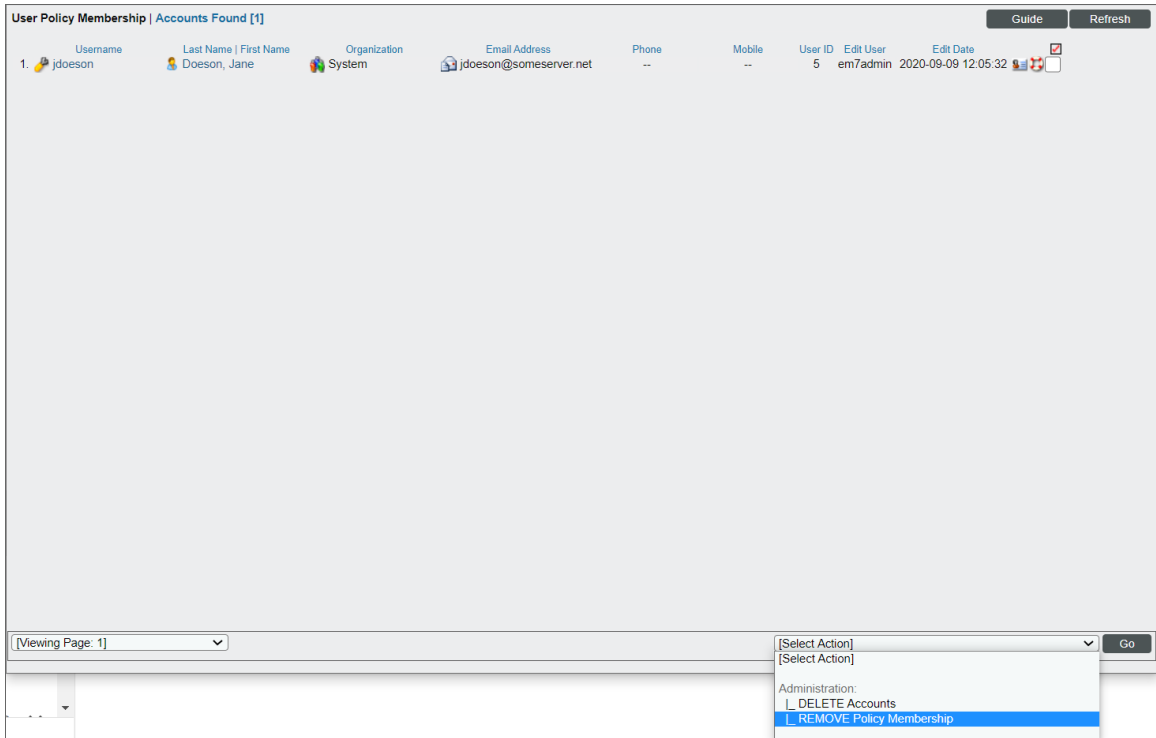 User Policy Membership | Accounts Found [1] Guide Refresh
Username Last Name | First Name Organization Email Address Phone Mobile User ID Edit User Edit Date
1. jdoeson Doeson, Jane System jdoeson@someserver.net -- -- 5 em7admin 2020-09-09 12:05:32
[Viewing Page: 1] [Select Action] Go
[Select Action]
Administration:
|_ DELETE Accounts
|_ REMOVE Policy Membership